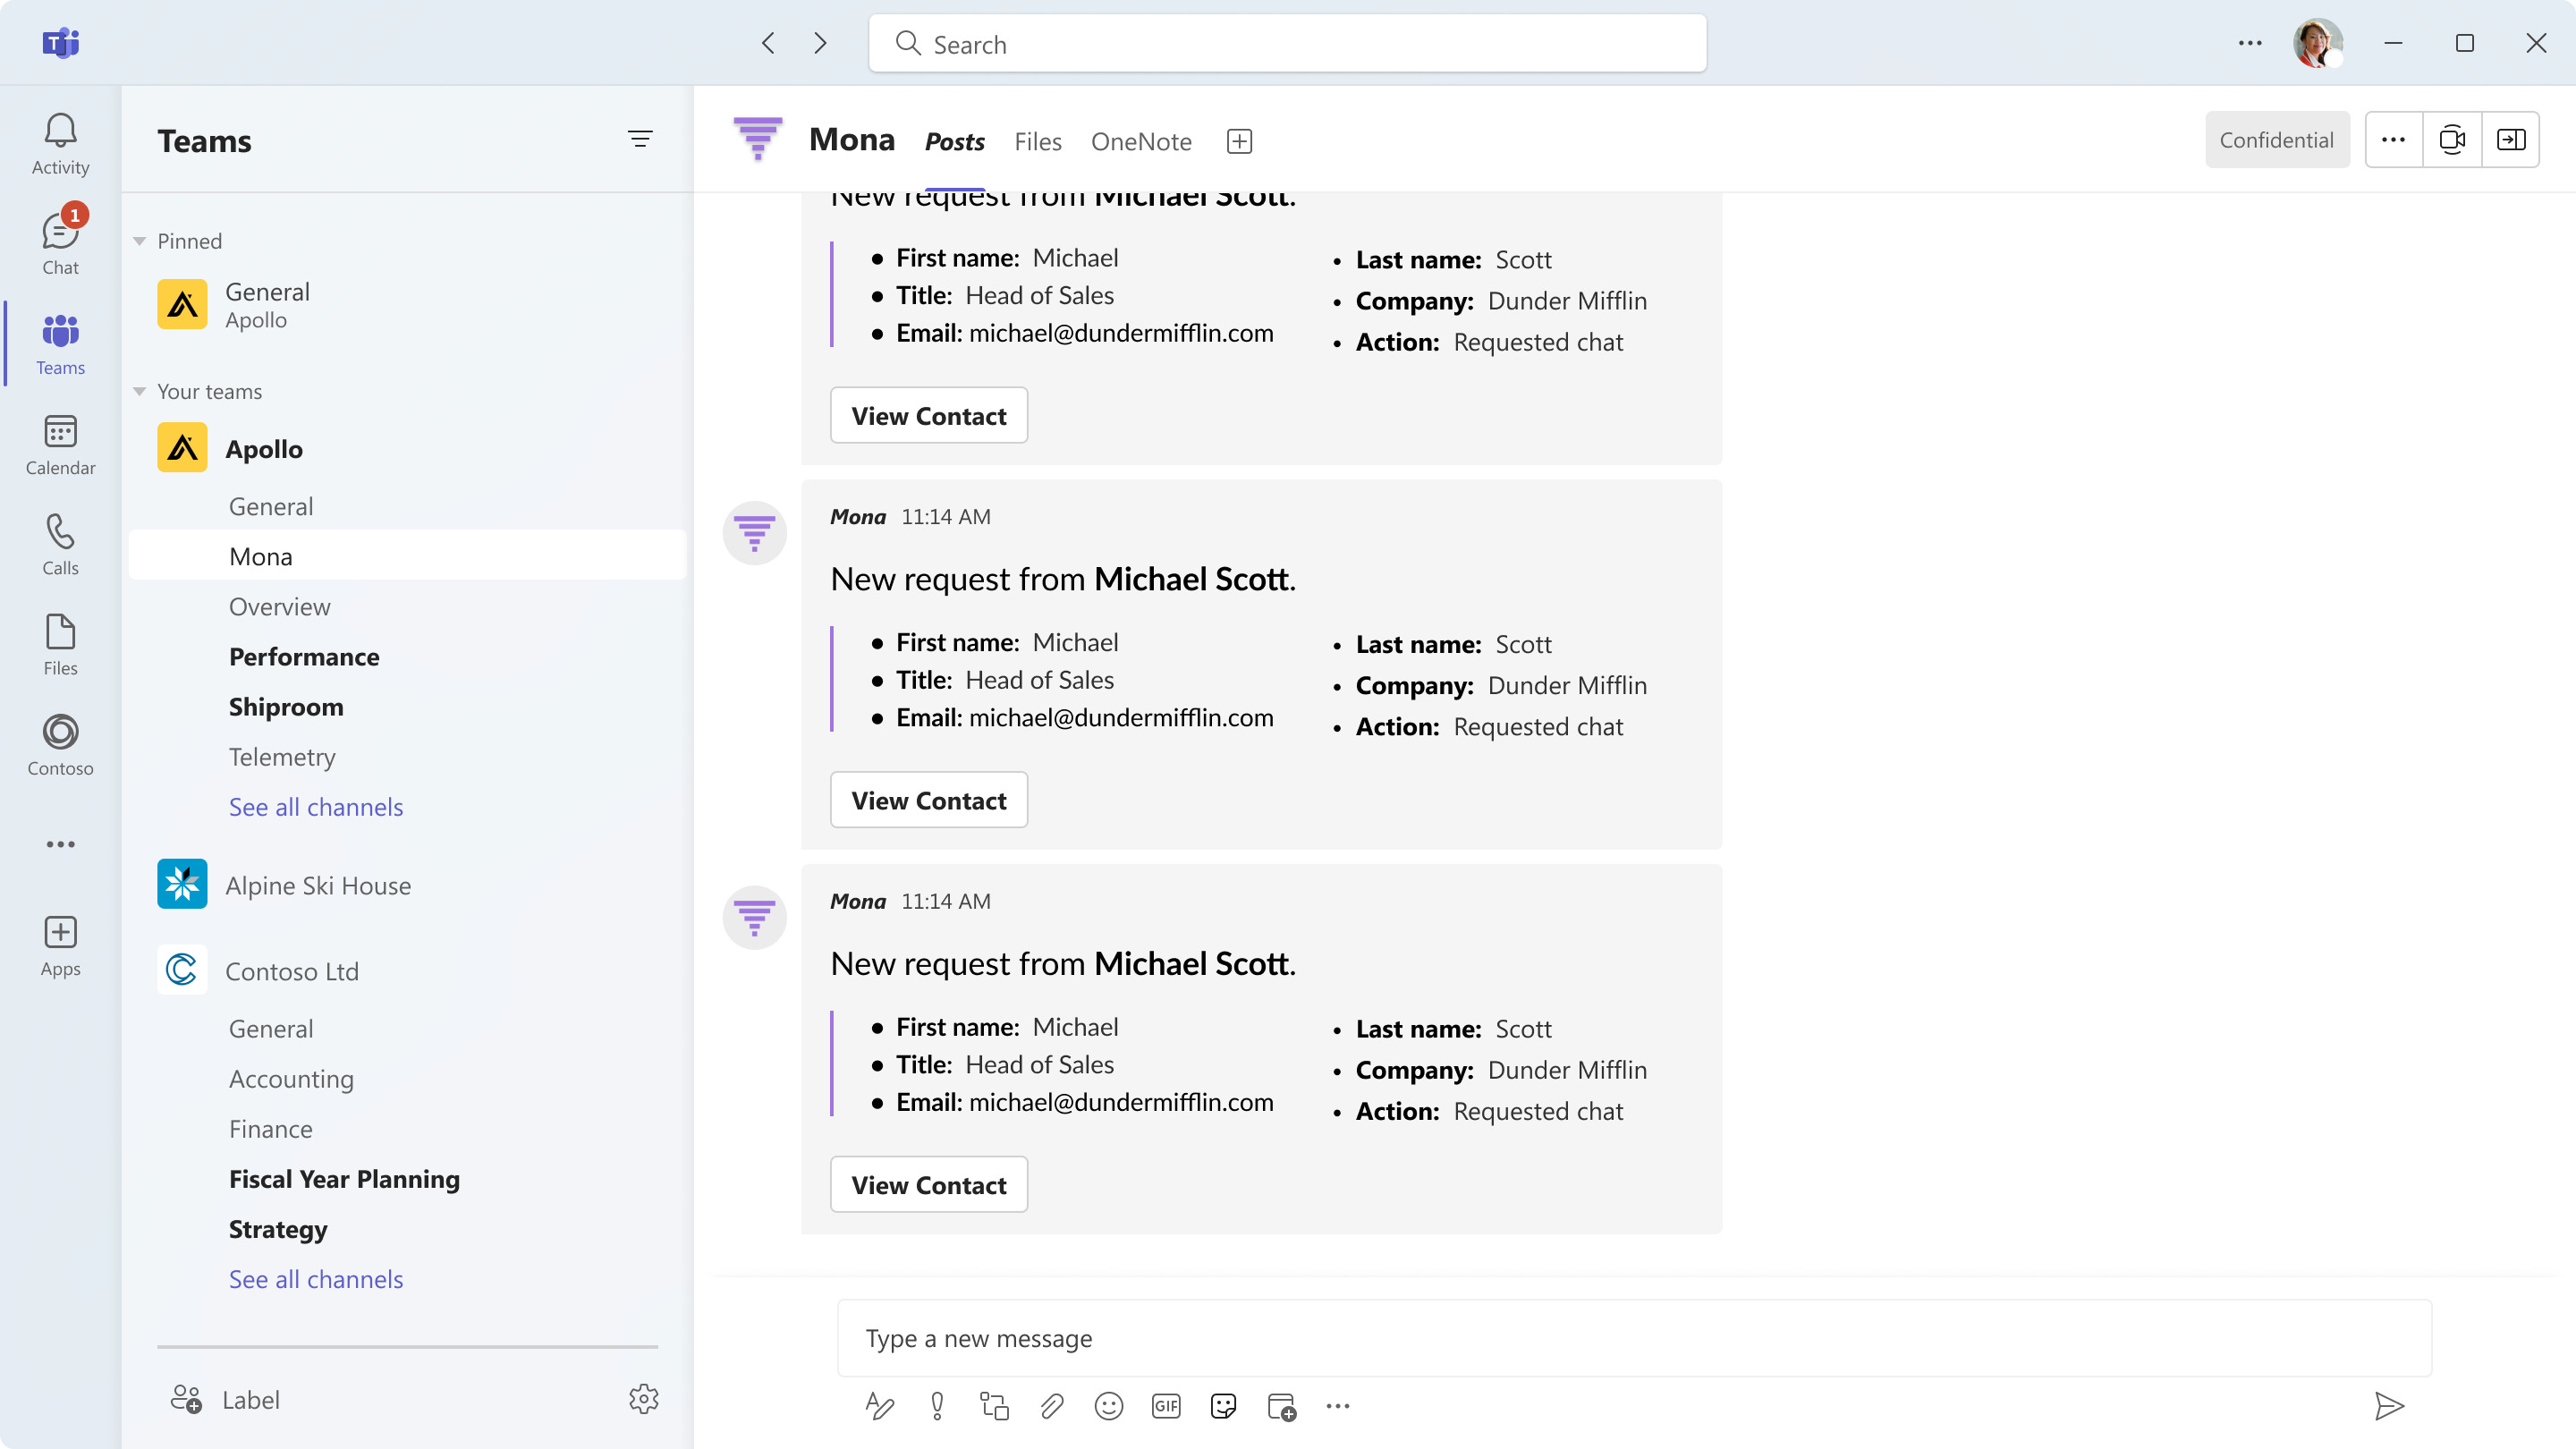 Search
Activity
1
Chat
Teams
Calendar
Calls
Files
Contoso
Apps
Teams
Pinned
General
Apollo
Your teams
Apollo
General
Mona
Overview
Performance
Shiproom
Telemetry
See all channels
Alpine Ski House
Contoso Ltd
General
Accounting
Finance
Fiscal Year Planning
Strategy
See all channels
Label
Mona Posts Files OneNote
Confidential
New request from Michael Scott.
First name: Michael
Title: Head of Sales
Email: michael@dundermifflin.com
Last name: Scott
Company: Dunder Mifflin
Action: Requested chat
View Contact
Mona 11:14 AM
New request from Michael Scott.
First name: Michael
Title: Head of Sales
Email: michael@dundermifflin.com
Last name: Scott
Company: Dunder Mifflin
Action: Requested chat
View Contact
Mona 11:14 AM
New request from Michael Scott.
First name: Michael
Title: Head of Sales
Email: michael@dundermifflin.com
Last name: Scott
Company: Dunder Mifflin
Action: Requested chat
View Contact
Type a new message
GIF